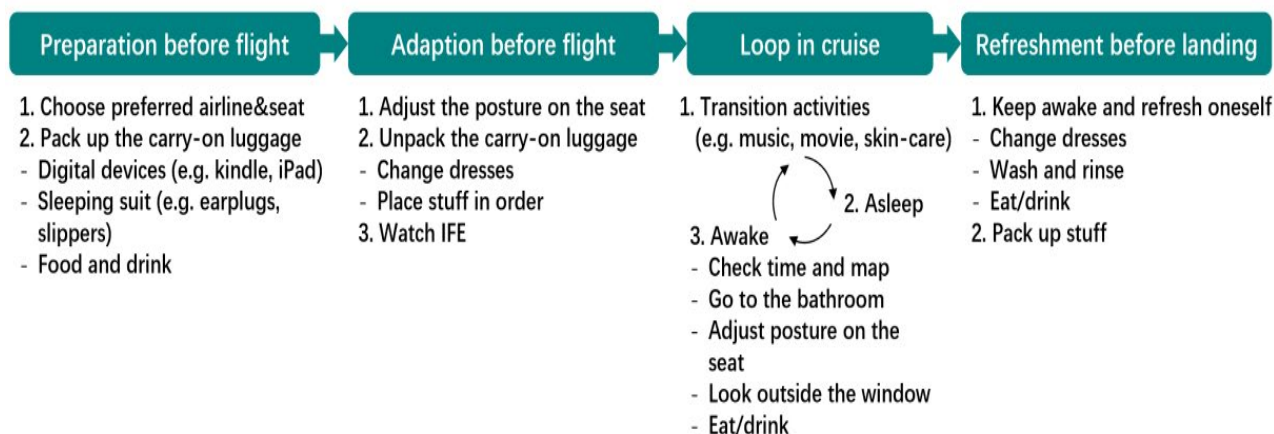 Preparation before flight
1. Choose preferred airline&seat
2. Pack up the carry-on luggage
- Digital devices (e.g. kindle, iPad)
- Sleeping suit (e.g. earplugs,
slippers)
- Food and drink
Adaption before flight
1. Adjust the posture on the seat
2. Unpack the carry-on luggage
- Change dresses
- Place stuff in order
3. Watch IFE
Loop in cruise
1. Transition activities
(e.g. music, movie, skin-care)
2. Asleep
3. Awake
- Check time and map
- Go to the bathroom
- Adjust posture on the
seat
- Look outside the window
- Eat/drink
Refreshment before landing
1. Keep awake and refresh oneself
- Change dresses
- Wash and rinse
- Eat/drink
2. Pack up stuff